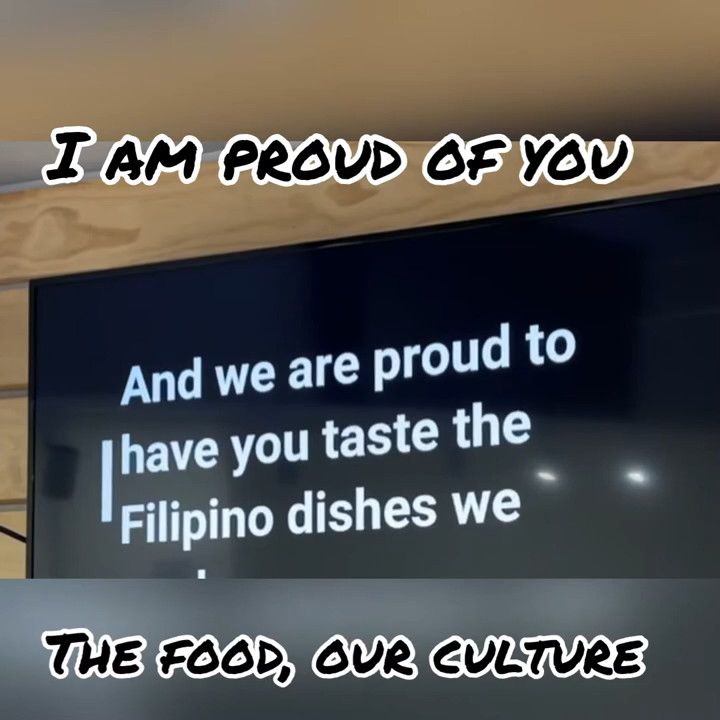 I AM PROUD OF YOU
And we are proud to
have you taste the
Filipino dishes we
THE FOOD, OUR CULTURE